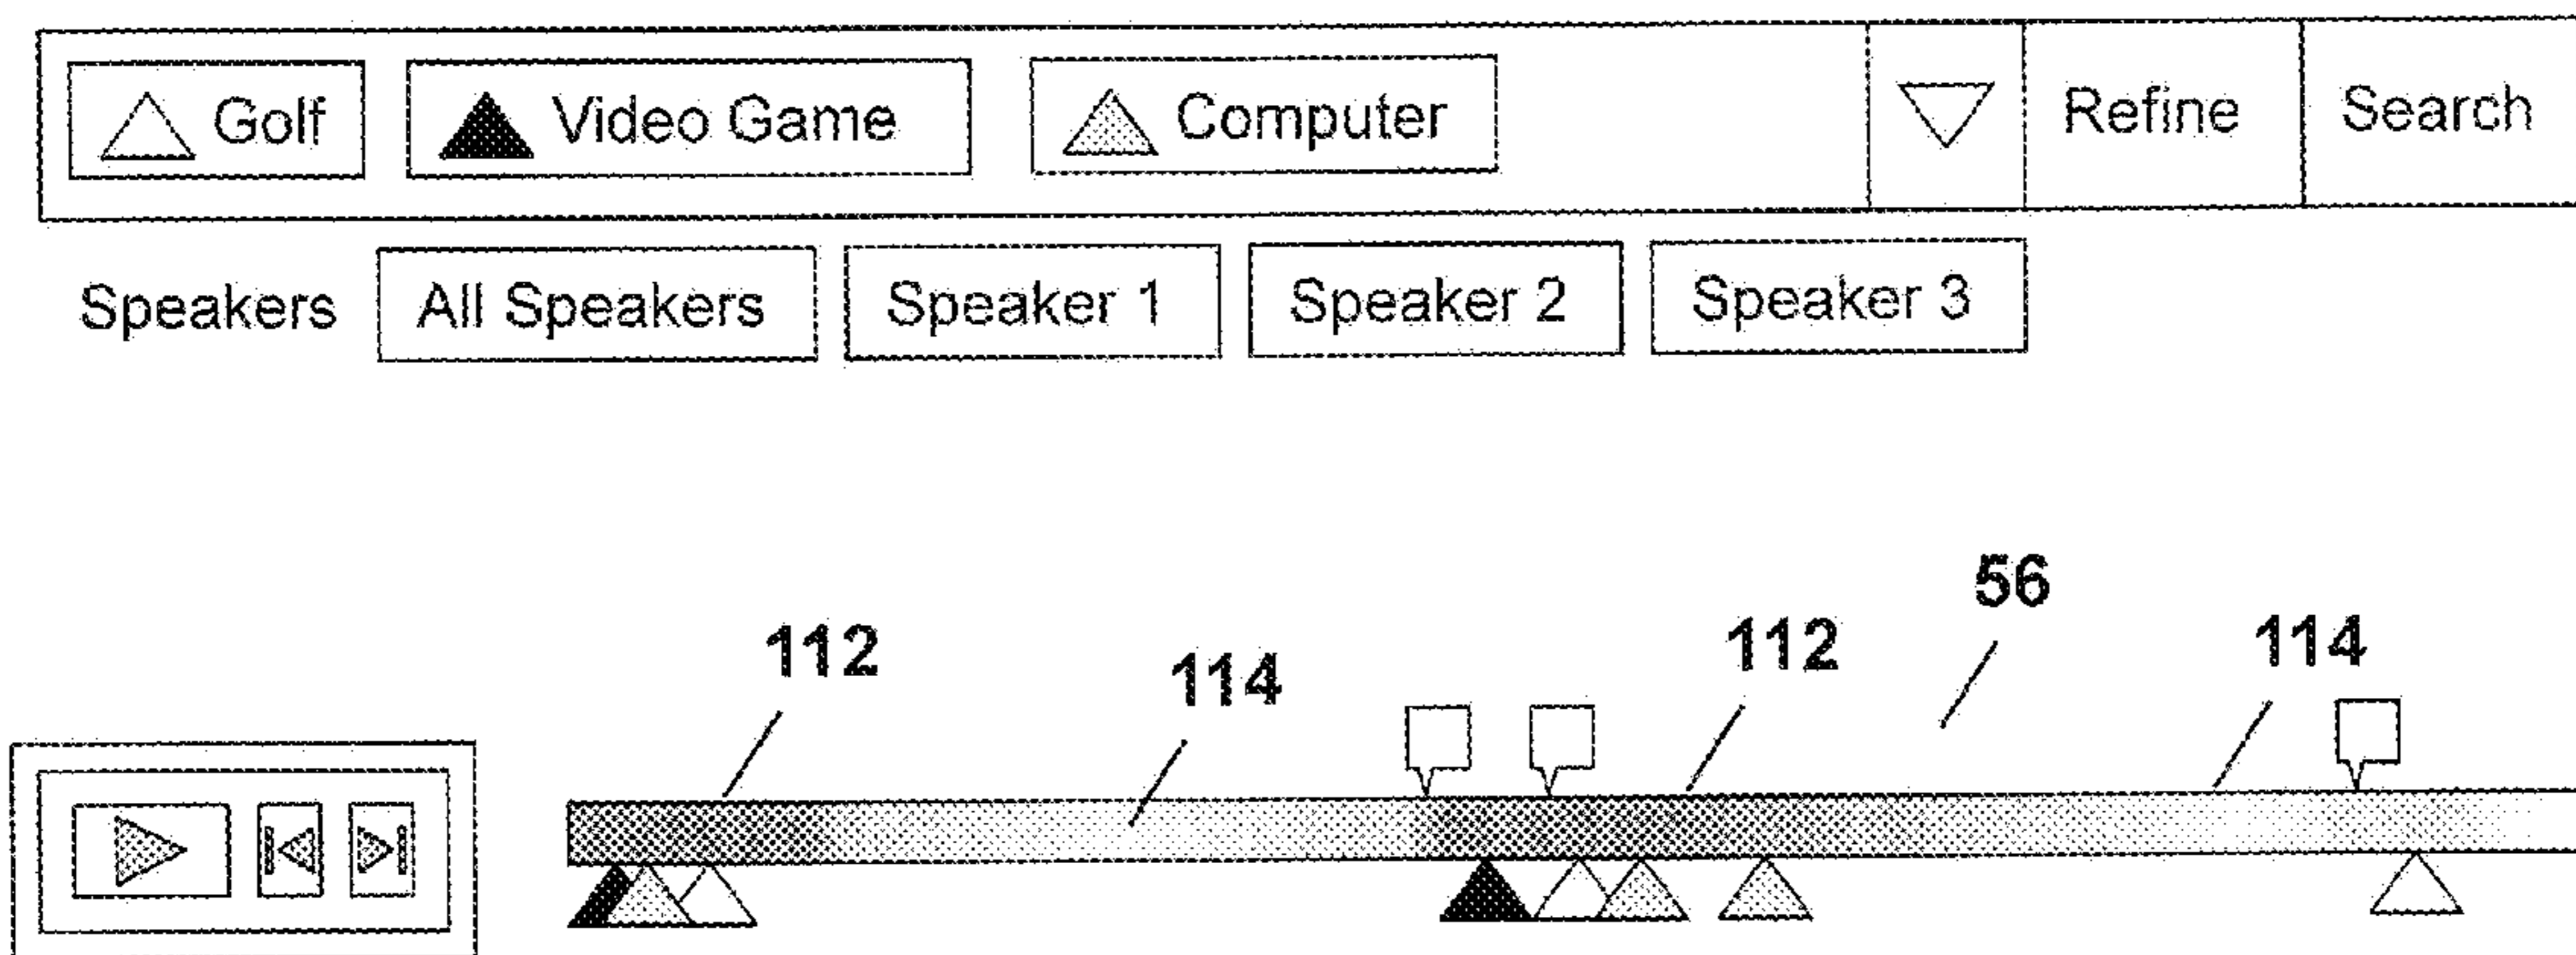 Golf Video Game Computer Refine Search
Speakers All Speakers Speaker 1 Speaker 2 Speaker 3
56
112 114 112 114